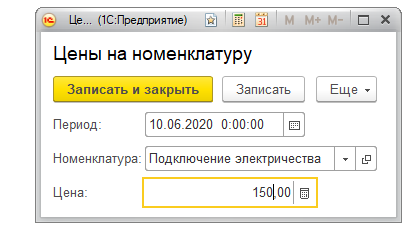 Це... (1С:Предприятие) M M+ M-
Цены на номенклатуру
Записать и закрыть Записать Еще
Период: 10.06.2020 0:00:00
Номенклатура: Подключение электричества
Цена: 150,00